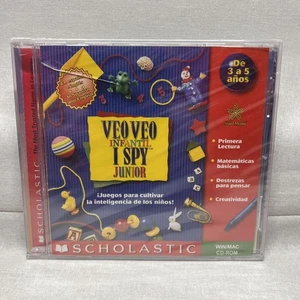 De
3 a 5
años
VEO VEO
INFANTIL
I SPY
JUNIOR
¡Juegos para cultivar
la inteligencia de los niños!
• Primera
Lectura
• Matemáticas
básicas
• Destrezas
para pensar
• Creatividad
SCHOLASTIC
WIN/MAC
CD-ROM
SCHOLASTIC